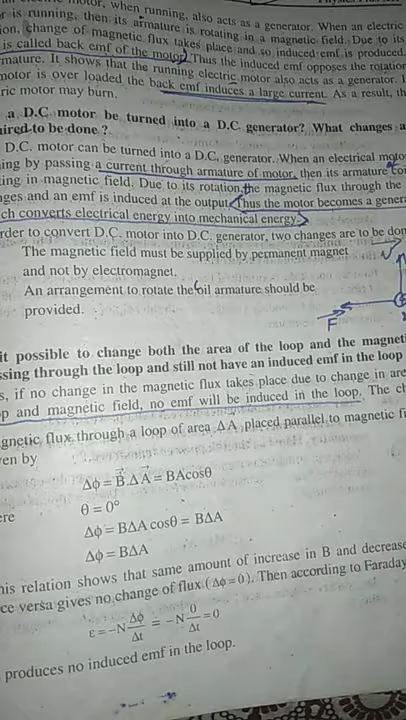 motor, when running, also acts as a generator. When an electric
or is running, then its armature is rotating in a magnetic field. Due to its
ion, change of magnetic flux takes place and so induced emf is produced.
is called back emf of the motor. Thus the induced emf opposes the rotation
mature. It shows that the running electric motor also acts as a generator. I
motor is over loaded the back emf induces a large current. As a result, th
ric motor may burn.
a D.C. motor be turned into a D.C. generator? What changes a
uired to be done?
D.C. motor can be turned into a D.C. generator. When an electrical motor
ning by passing a current through armature of motor, then its armature coi
ting in magnetic field. Due to its rotation, the magnetic flux through the
nges and an emf is induced at the output. Thus the motor becomes a genera
ch converts electrical energy into mechanical energy.
rder to convert D.C. motor into D.C. generator, two changes are to be don
The magnetic field must be supplied by permanent magnet
and not by electromagnet.
An arrangement to rotate the oil armature should be
provided.
F
it possible to change both the area of the loop and the magneti
ssing through the loop and still not have an induced emf in the loop
s, if no change in the magnetic flux takes place due to change in are
op and magnetic field, no emf will be induced in the loop. The ch
agnetic flux through a loop of area ΔA placed parallel to magnetic fi
ven by
Δϕ = B⃗.ΔA⃗ = BAcosθ
ere θ = 0°
Δϕ = BΔA cosθ = BΔA
Δϕ = BΔA
his relation shows that same amount of increase in B and decrease
ce versa gives no change of flux (Δϕ = 0). Then according to Faraday
ε = -N Δϕ/Δt = -N 0/Δt = 0
produces no induced emf in the loop.